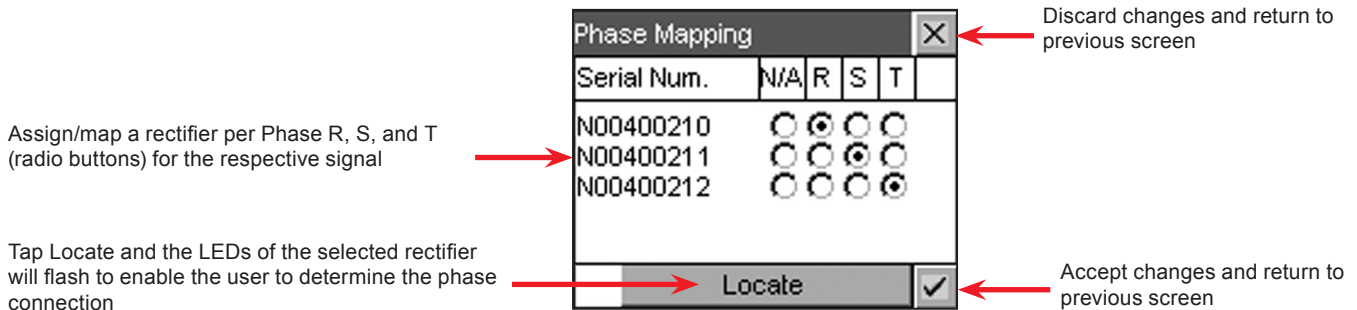 Phase Mapping
Discard changes and return to
previous screen
Serial Num. N/A R S T
Assign/map a rectifier per Phase R, S, and T
(radio buttons) for the respective signal
N00400210
N00400211
N00400212
Tap Locate and the LEDs of the selected rectifier
will flash to enable the user to determine the phase
connection
Locate
Accept changes and return to
previous screen